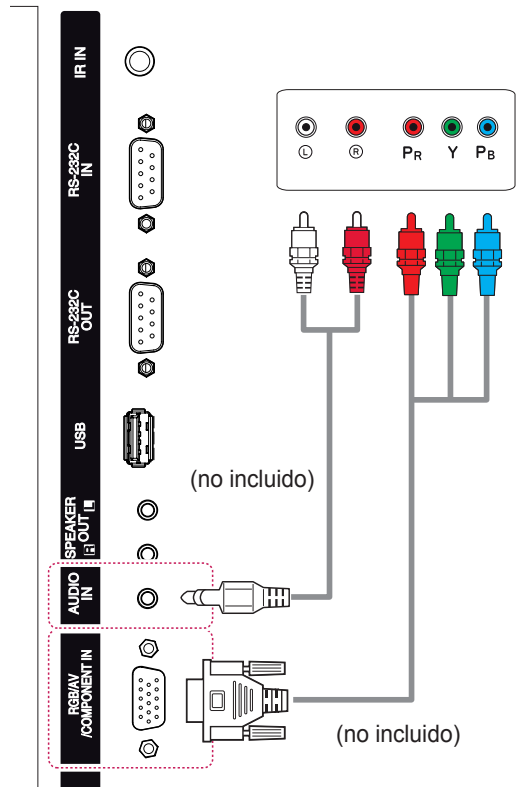 IR IN
RS-232C
IN
RS-232C
OUT
USB
SPEAKER
R OUT L
AUDIO
IN
RGB/AV
/COMPONENT IN
L R PR Y PB
(no incluido)
(no incluido)